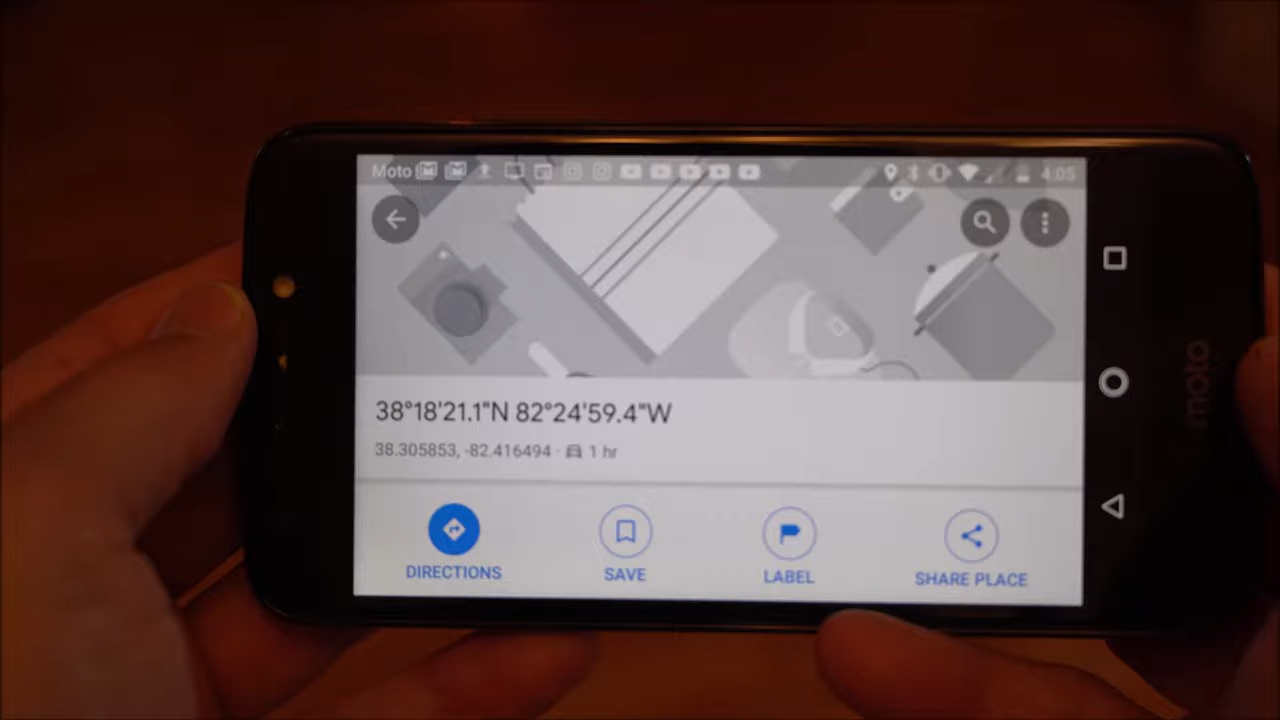 Moto 4:05
38°18'21.1"N 82°24'59.4"W
38.305853, -82.416494 · 1 hr
DIRECTIONS SAVE LABEL SHARE PLACE
moto